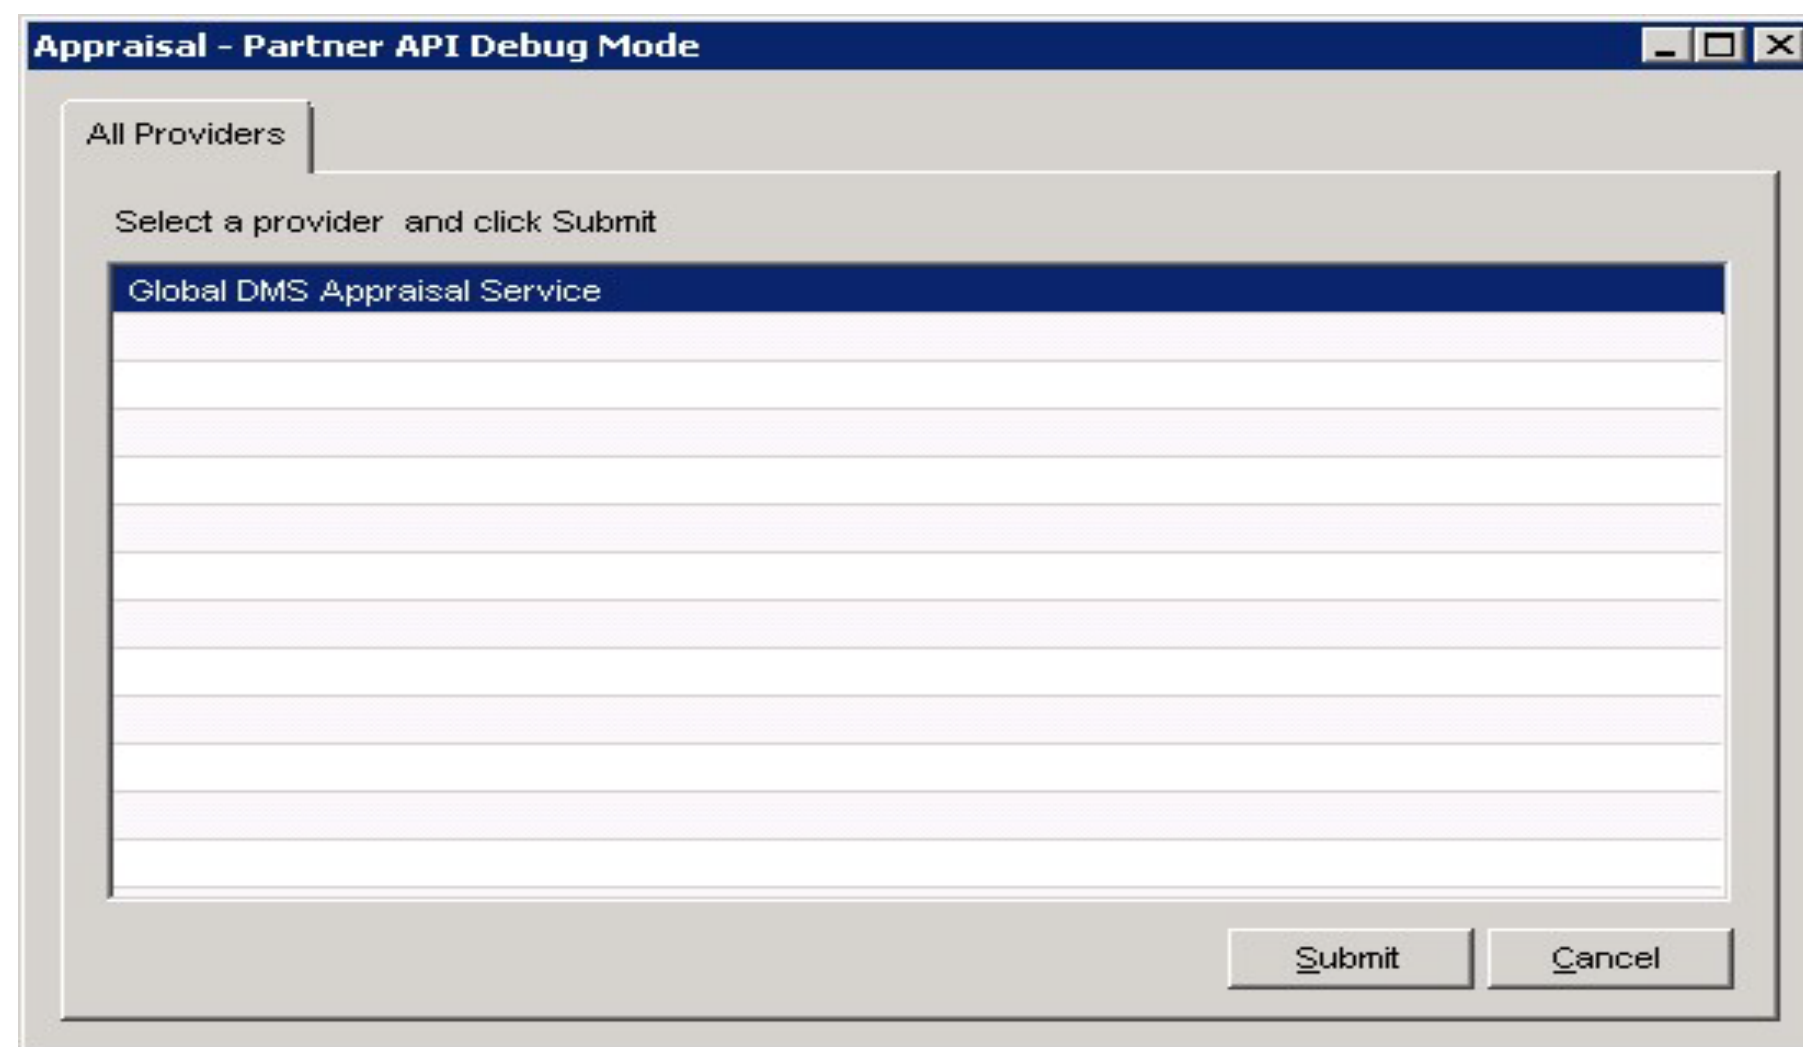 Appraisal - Partner API Debug Mode
All Providers
Select a provider  and click Submit
Global DMS Appraisal Service
Submit
Cancel